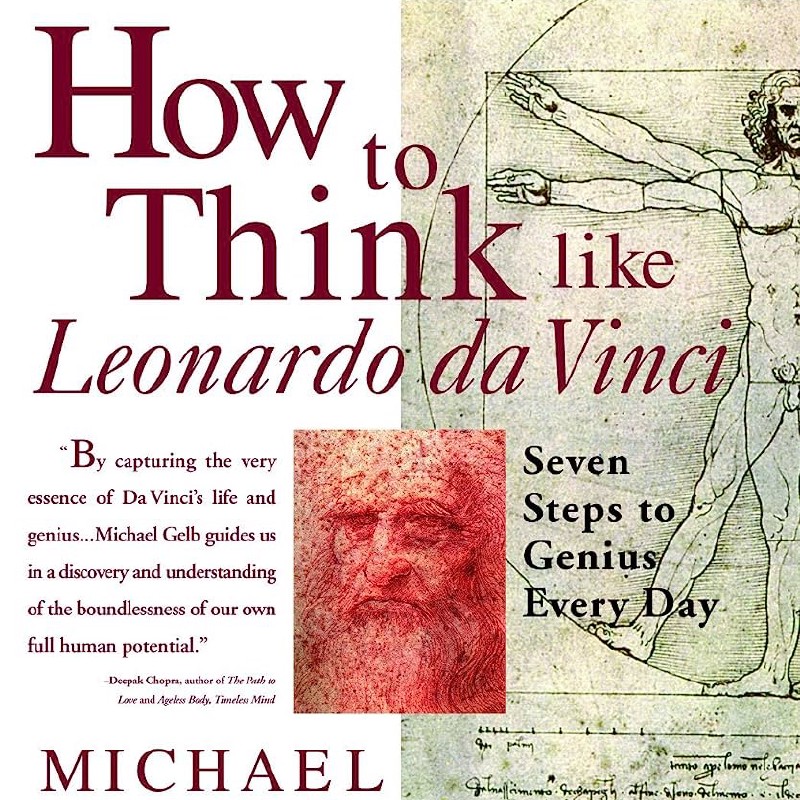 How
to
Think like
Leonardo da Vinci
“By capturing the very
essence of Da Vinci’s life and
genius...Michael Gelb guides us
in a discovery and understanding
of the boundlessness of our own
full human potential.”
–Deepak Chopra, author of The Path to
Love and Ageless Body, Timeless Mind
Seven
Steps to
Genius
Every Day
MICHAEL